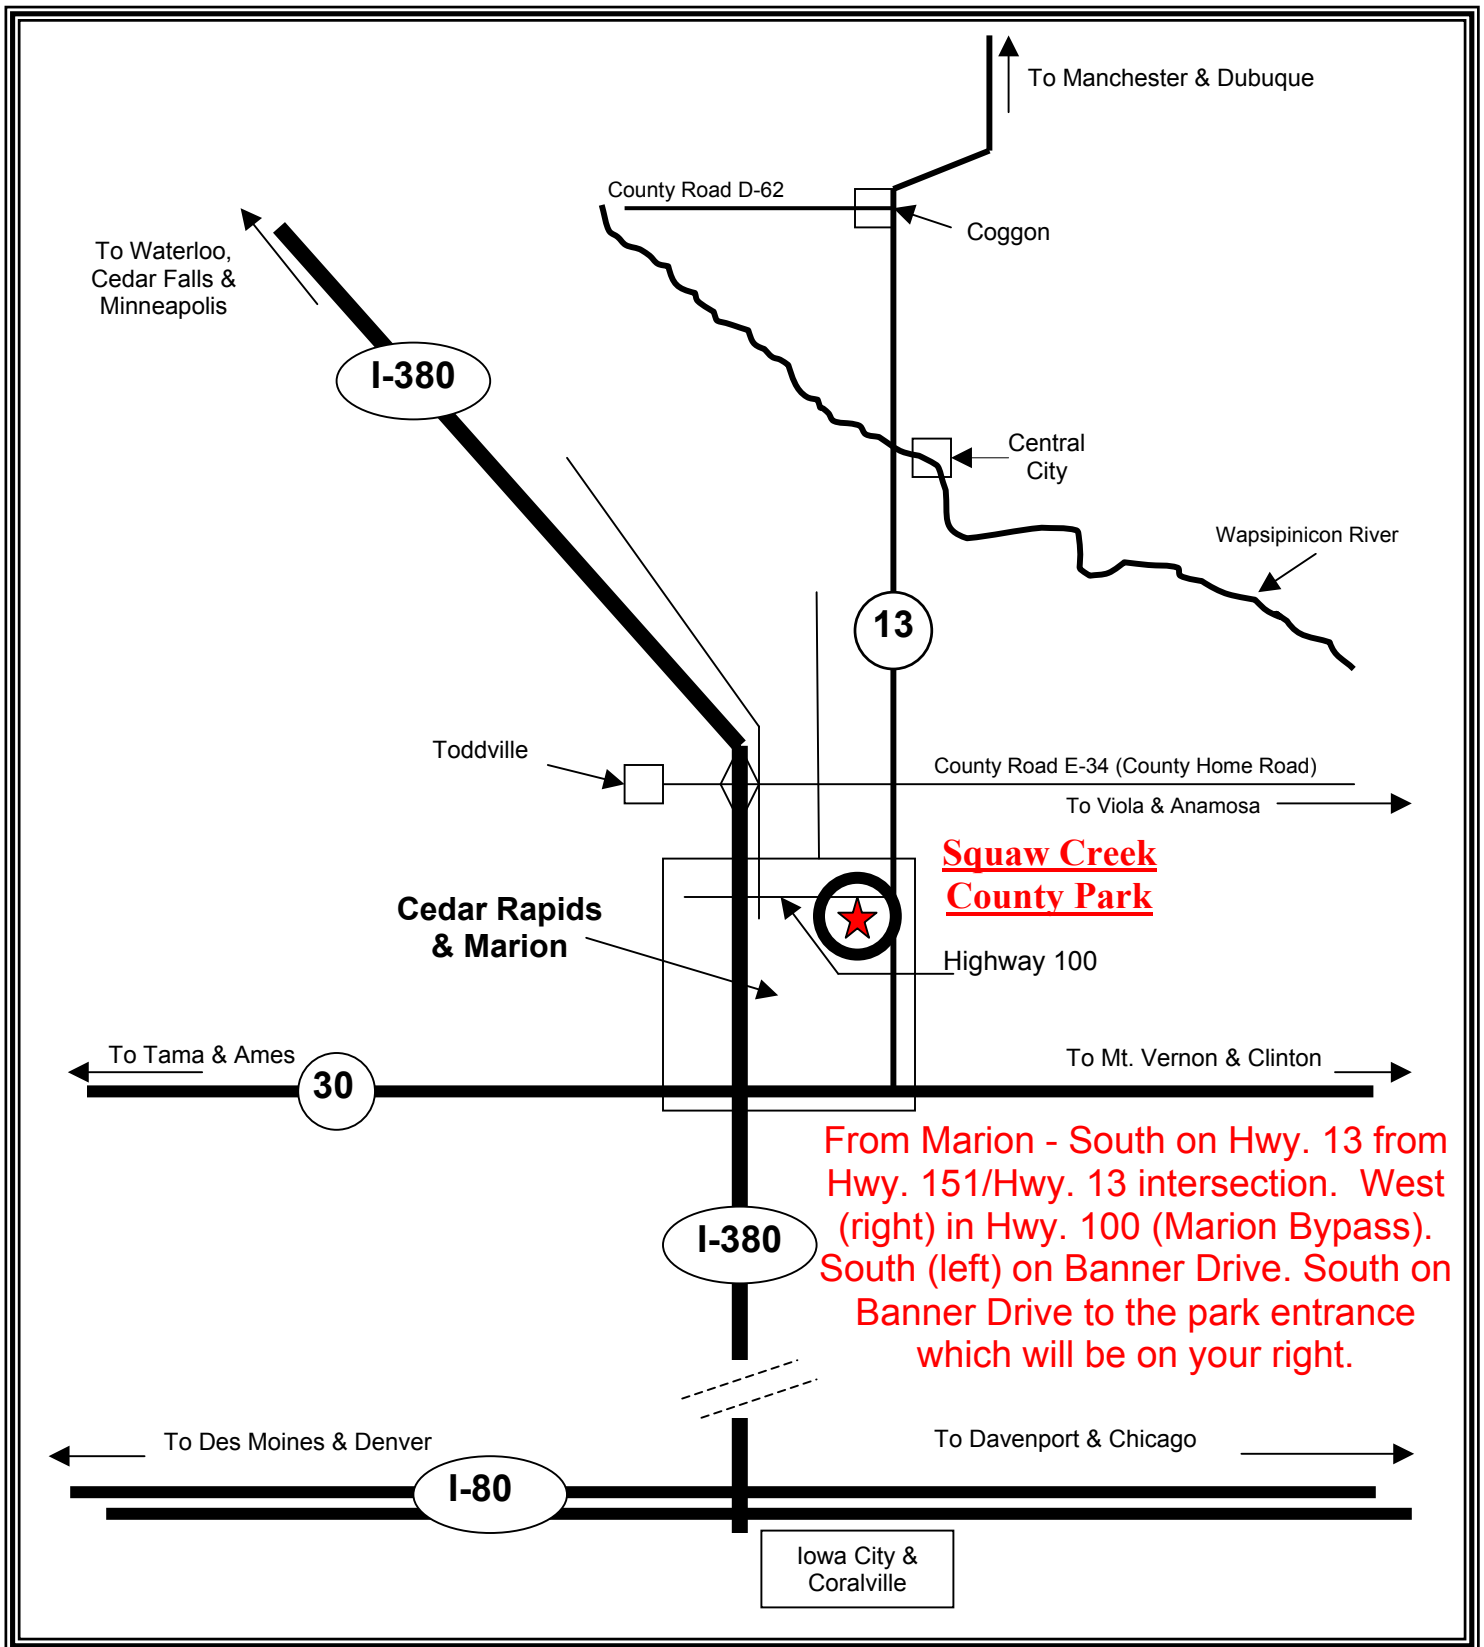 To Manchester & Dubuque
County Road D-62
Coggon
To Waterloo,
Cedar Falls &
Minneapolis
I-380
Central
City
Wapsipinicon River
13
Toddville
County Road E-34 (County Home Road)
To Viola & Anamosa
Squaw Creek
County Park
Cedar Rapids
& Marion
Highway 100
To Tama & Ames
30
To Mt. Vernon & Clinton
From Marion - South on Hwy. 13 from
Hwy. 151/Hwy. 13 intersection.  West
(right) in Hwy. 100 (Marion Bypass).
South (left) on Banner Drive. South on
Banner Drive to the park entrance
which will be on your right.
I-380
To Des Moines & Denver
To Davenport & Chicago
I-80
Iowa City &
Coralville